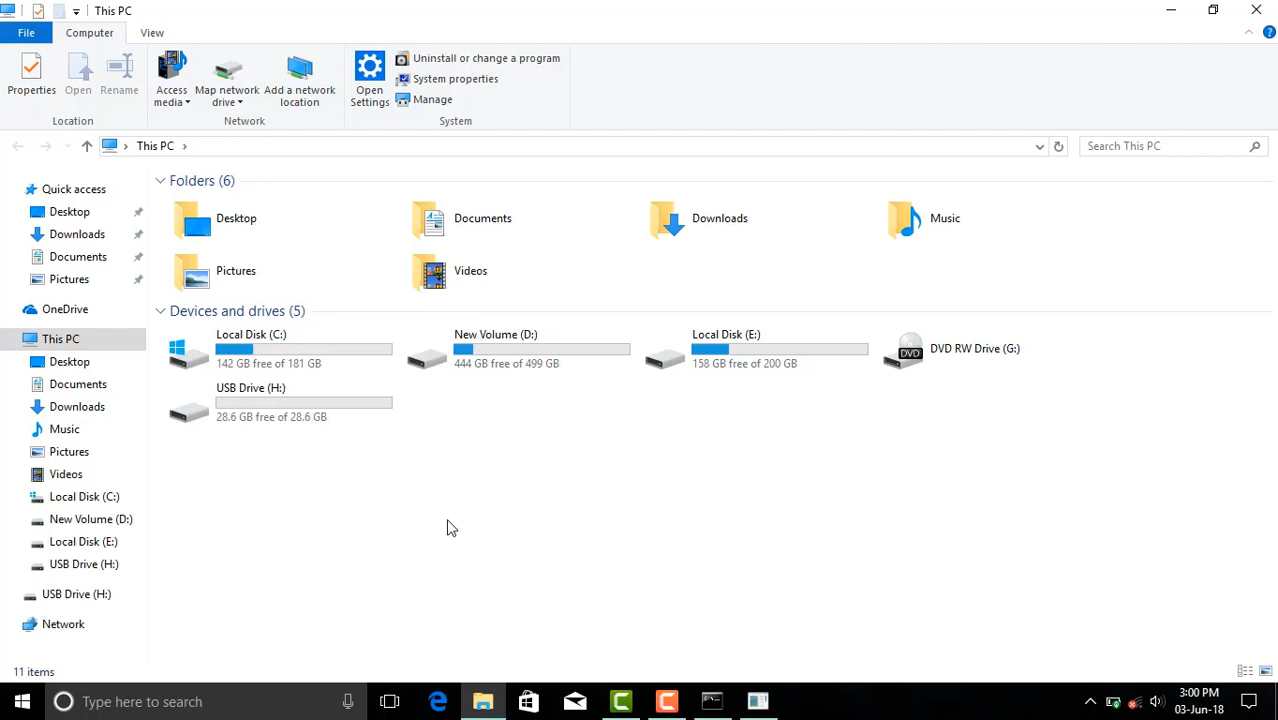 This PC
File
Computer
View
Properties
Open
Rename
Location
Access media
Map network drive
Add a network location
Network
Open Settings
Uninstall or change a program
System properties
Manage
System
This PC
Search This PC
Quick access
Desktop
Downloads
Documents
Pictures
OneDrive
This PC
Desktop
Documents
Downloads
Music
Pictures
Videos
Local Disk (C:)
New Volume (D:)
Local Disk (E:)
USB Drive (H:)
USB Drive (H:)
Network
Folders (6)
Desktop
Documents
Downloads
Music
Pictures
Videos
Devices and drives (5)
Local Disk (C:)
142 GB free of 181 GB
New Volume (D:)
444 GB free of 499 GB
Local Disk (E:)
158 GB free of 200 GB
DVD
DVD RW Drive (G:)
USB Drive (H:)
28.6 GB free of 28.6 GB
11 items
Type here to search
3:00 PM
03-Jun-18